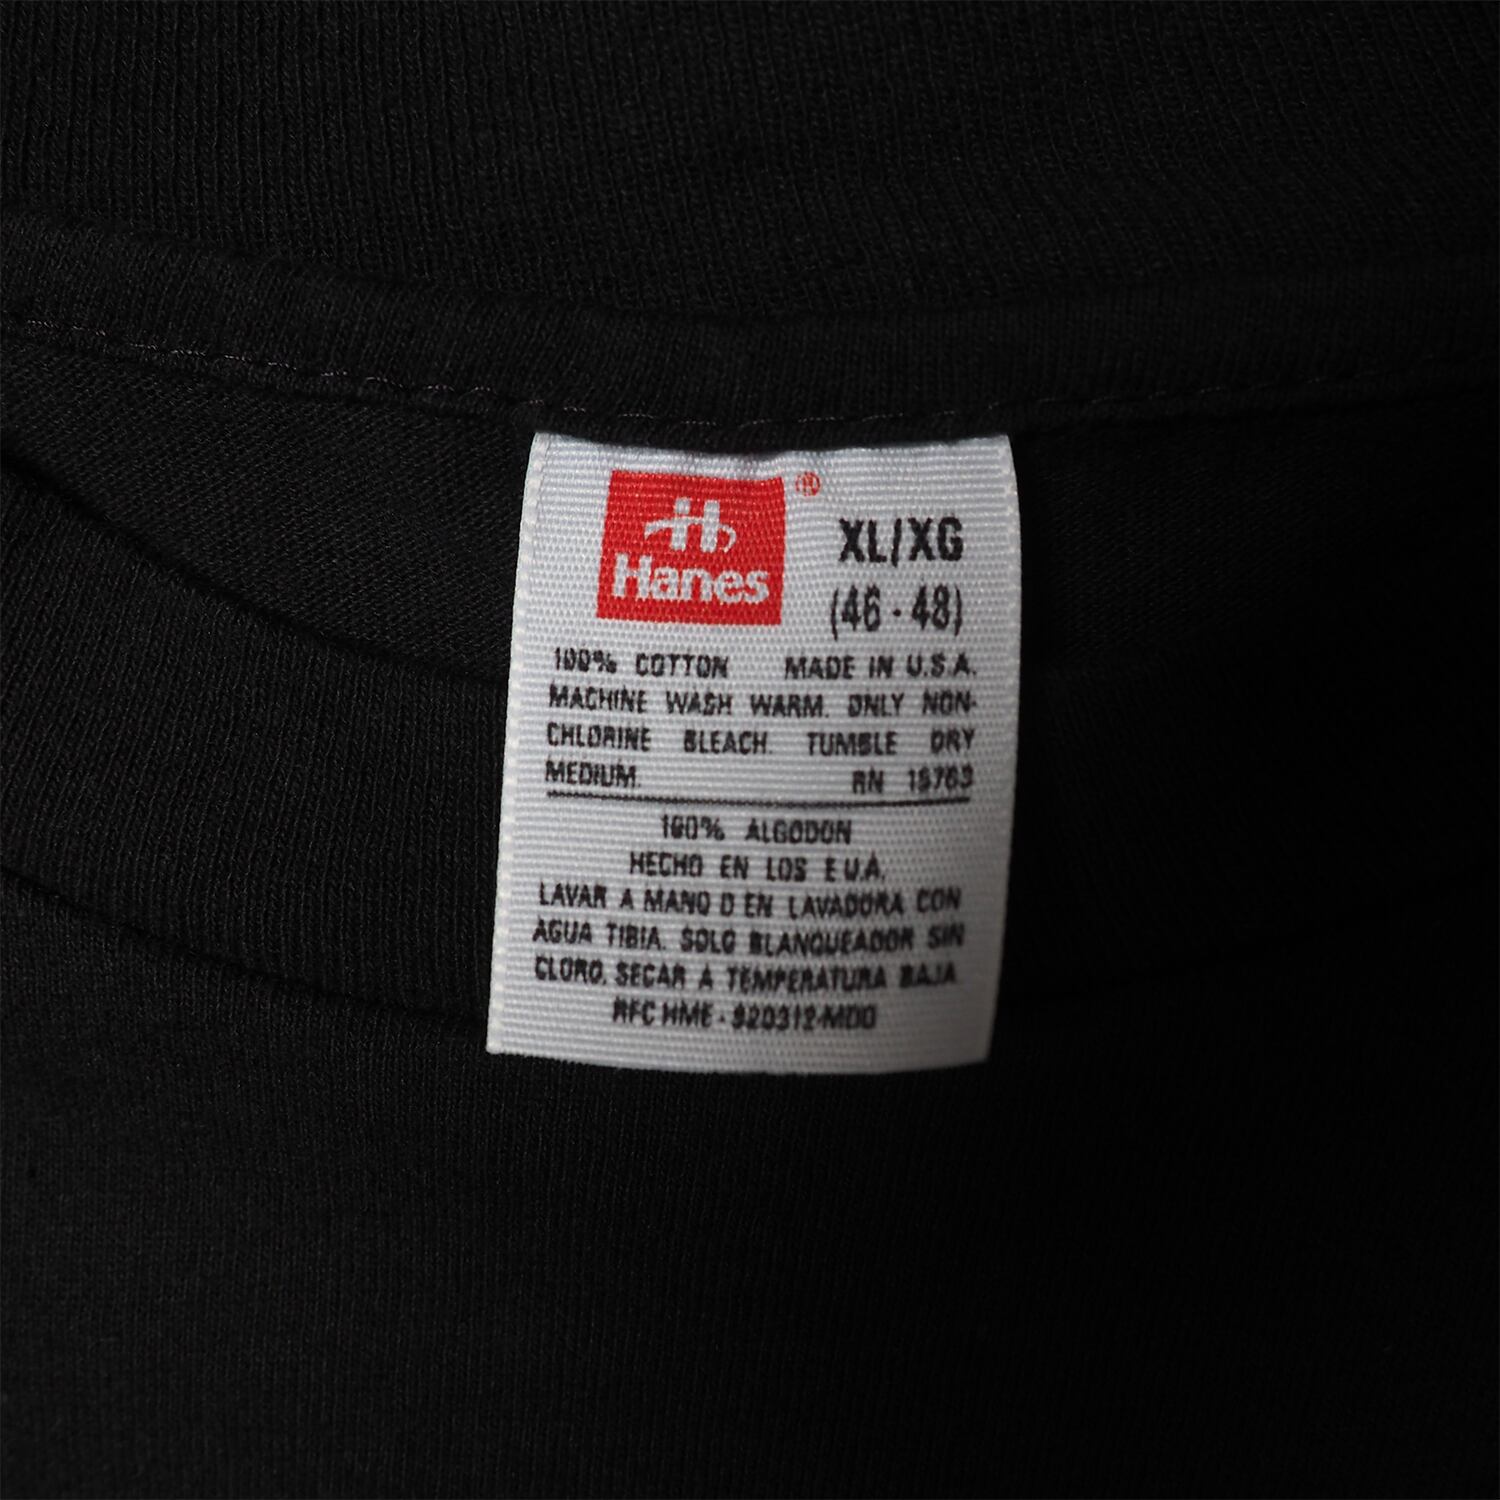 H ®
Hanes
XL/XG
(46 - 48)
100% COTTON MADE IN U.S.A.
MACHINE WASH WARM. ONLY NON-
CHLORINE BLEACH. TUMBLE DRY
MEDIUM. RN 15763
100% ALGODON
HECHO EN LOS E.U.A.
LAVAR A MANO O EN LAVADORA CON
AGUA TIBIA. SOLO BLANQUEADOR SIN
CLORO. SECAR A TEMPERATURA BAJA
RFC HME - 920312-MD0